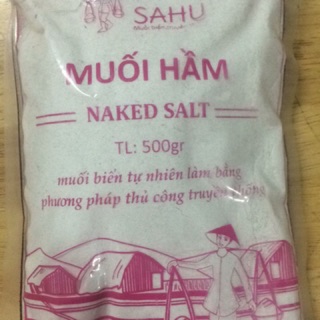 SAHU
MUỐI HẦM
NAKED SALT
TL: 500gr
muối biển tự nhiên làm bằng
phương pháp thủ công truyền thống